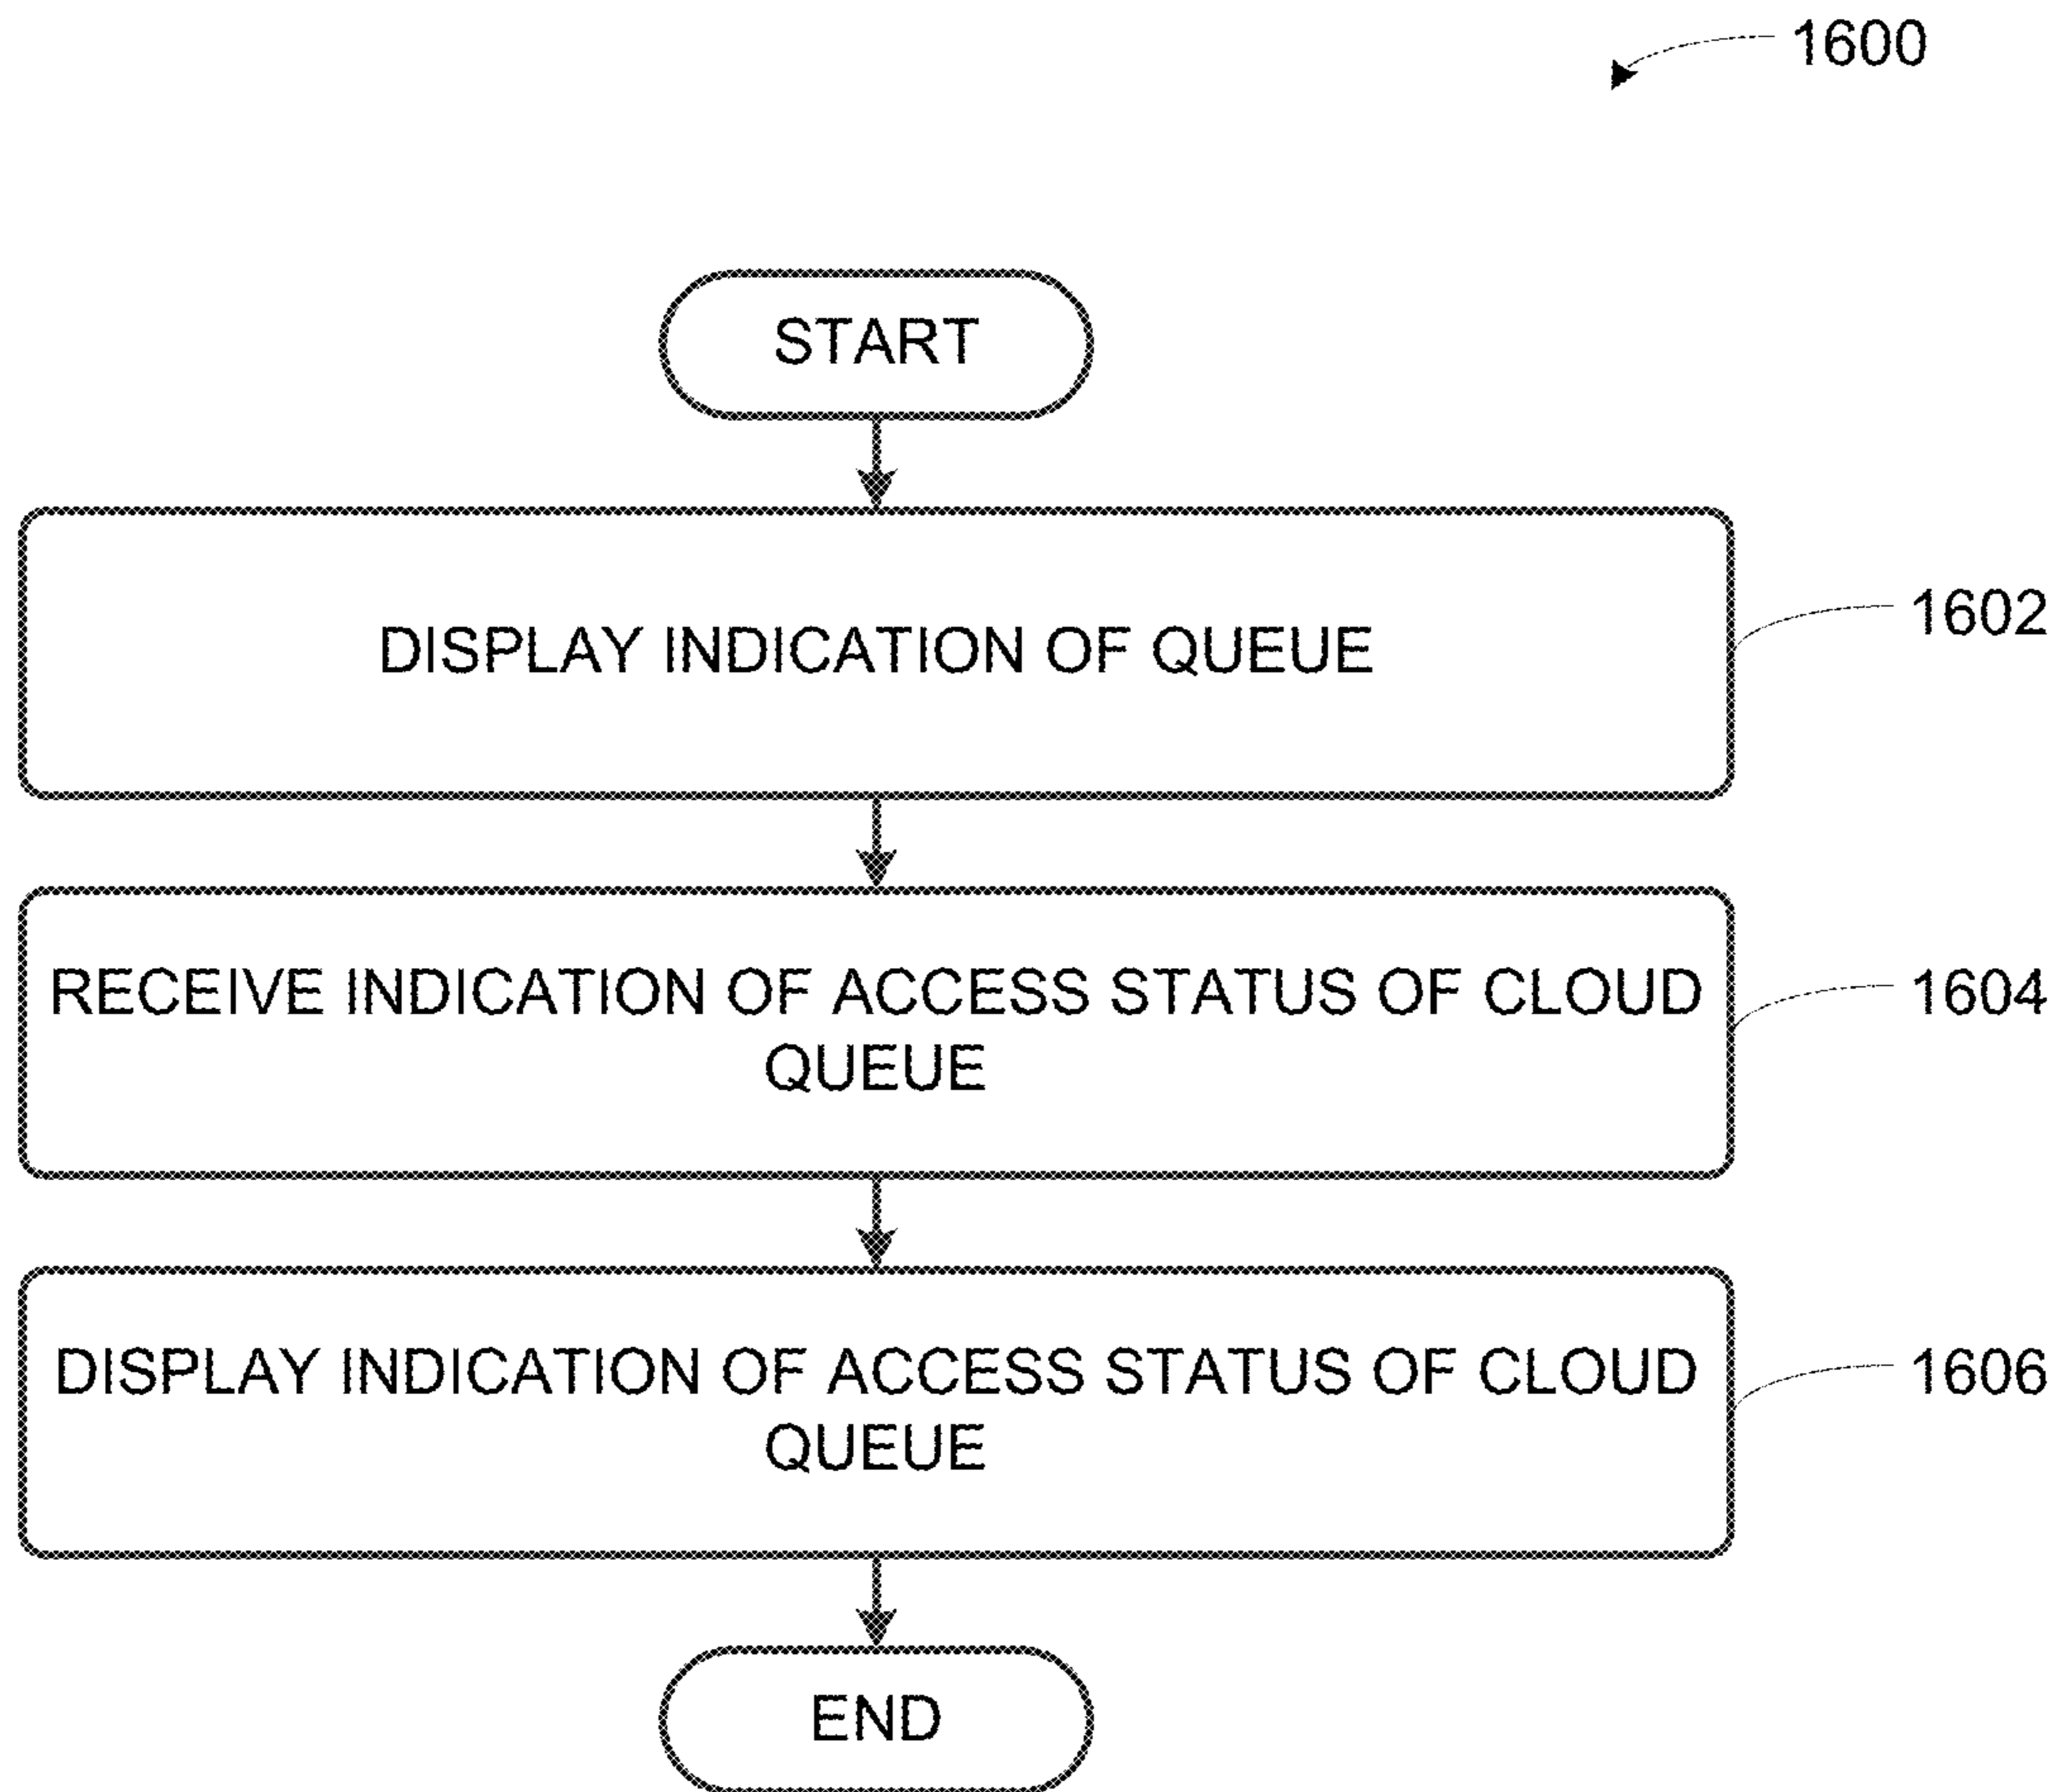 1600
START
DISPLAY INDICATION OF QUEUE
1602
RECEIVE INDICATION OF ACCESS STATUS OF CLOUD
QUEUE
1604
DISPLAY INDICATION OF ACCESS STATUS OF CLOUD
QUEUE
1606
END